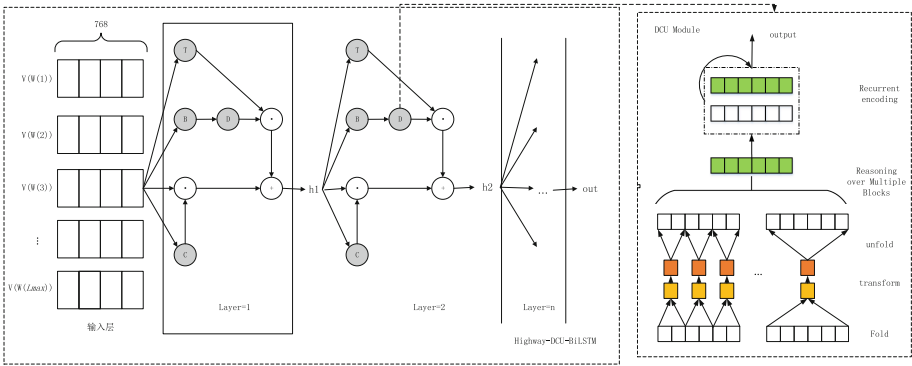 768
V(W(1))
V(W(2))
V(W(3))
⋮
V(W(Lmax))
输入层
T
B
D
·
·
+
C
Layer=1
h1
T
B
D
·
·
+
C
Layer=2
h2
...
out
Layer=n
Highway-DCU-BiLSTM
DCU Module
output
Recurrent
encoding
Reasoning
over Multiple
Blocks
unfold
...
transform
Fold